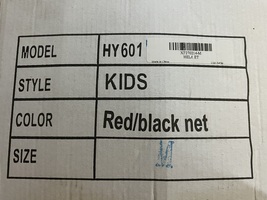 MODEL HY601
STYLE KIDS
COLOR Red/black net
SIZE M